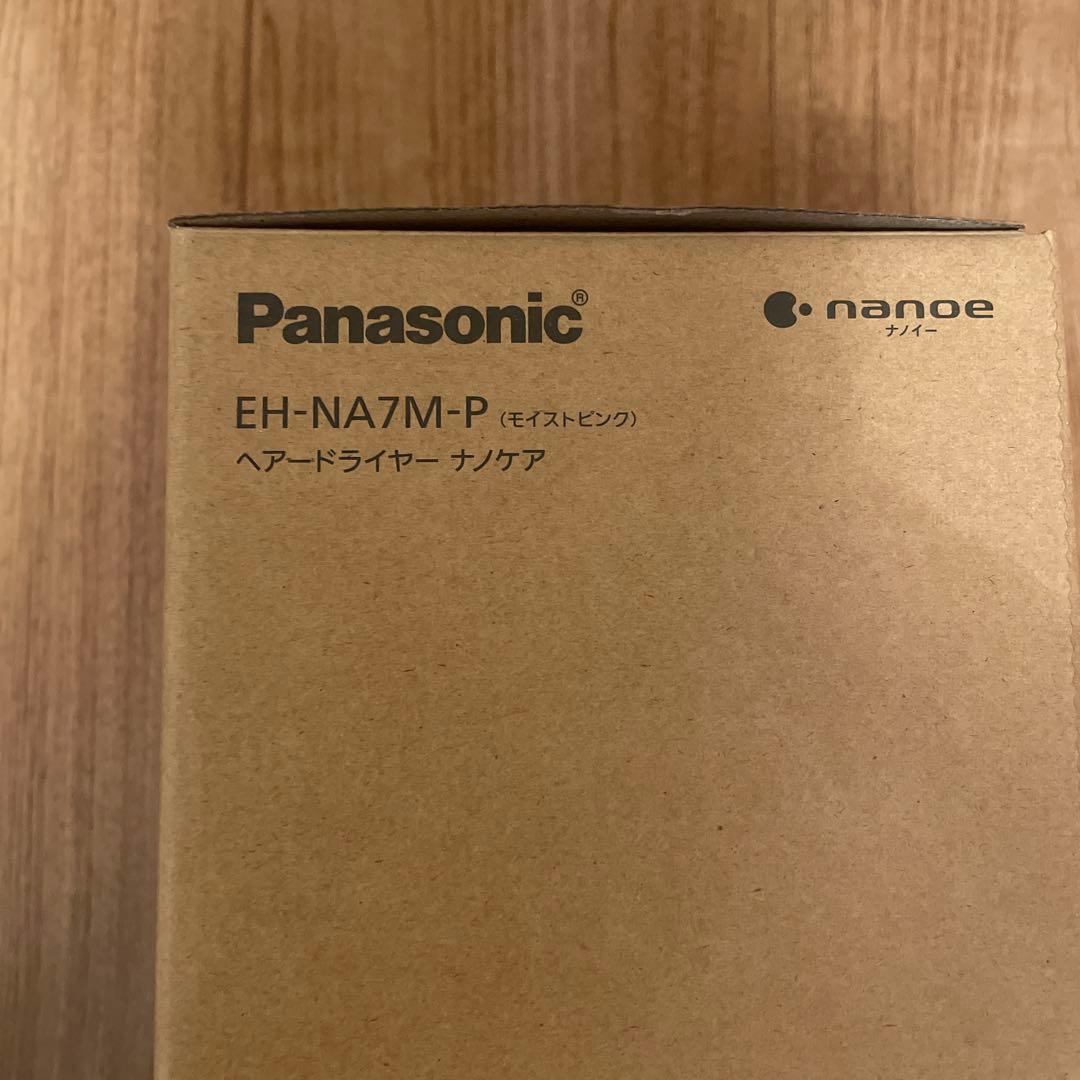 Panasonic®
nanoe
ナノイー
EH-NA7M-P（モイストピンク）
ヘアードライヤー ナノケア